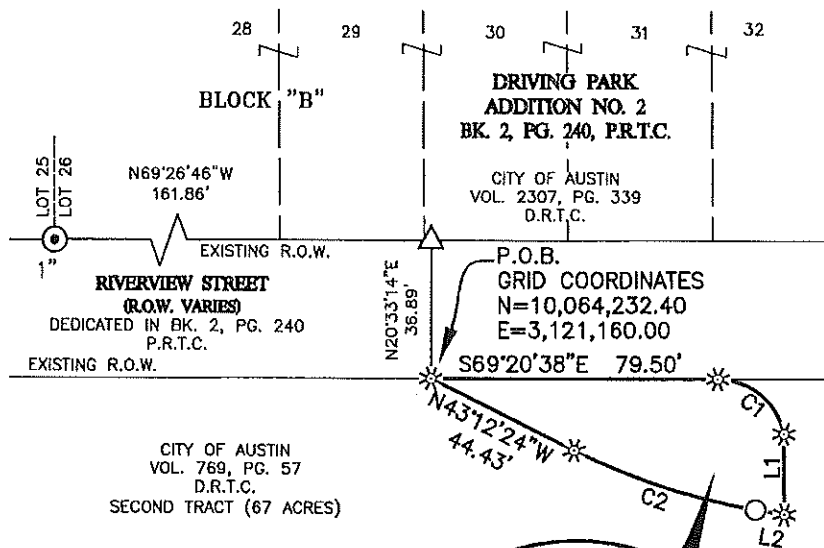 28
29
30
31
32
BLOCK "B"
DRIVING PARK
ADDITION NO. 2
BK. 2, PG. 240, P.R.T.C.
LOT 25
LOT 26
N69°26'46"W
161.86'
CITY OF AUSTIN
VOL. 2307, PG. 339
D.R.T.C.
1"
EXISTING R.O.W.
RIVERVIEW STREET
(R.O.W. VARIES)
DEDICATED IN BK. 2, PG. 240
P.R.T.C.
EXISTING R.O.W.
N20°33'14"E
36.89'
P.O.B.
GRID COORDINATES
N=10,064,232.40
E=3,121,160.00
S69°20'38"E 79.50'
C1
N43°12'24"W
44.43'
L1
C2
L2
CITY OF AUSTIN
VOL. 769, PG. 57
D.R.T.C.
SECOND TRACT (67 ACRES)